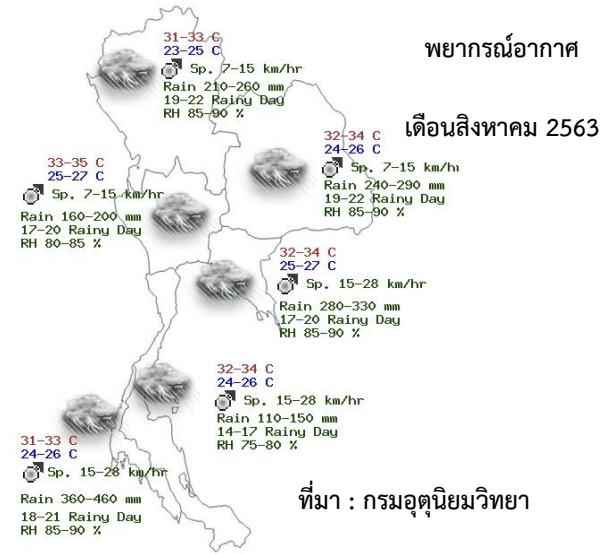 31-33 C
23-25 C
Sp. 7-15 km/hr
Rain 210-260 mm
19-22 Rainy Day
RH 85-90 %
พยากรณ์อากาศ
เดือนสิงหาคม 2563
32-34 C
24-26 C
Sp. 7-15 km/h
Rain 240-290 mm
19-22 Rainy Day
RH 85-90 %
33-35 C
25-27 C
Sp. 7-15 km/hr
Rain 160-200 mm
17-20 Rainy Day
RH 80-85 %
32-34 C
25-27 C
Sp. 15-28 km/hr
Rain 280-330 mm
17-20 Rainy Day
RH 85-90 %
32-34 C
24-26 C
Sp. 15-28 km/hr
Rain 110-150 mm
14-17 Rainy Day
RH 75-80 %
31-33 C
24-26 C
Sp. 15-28 km/hr
Rain 360-460 mm
18-21 Rainy Day
RH 85-90 %
ที่มา : กรมอุตุนิยมวิทยา